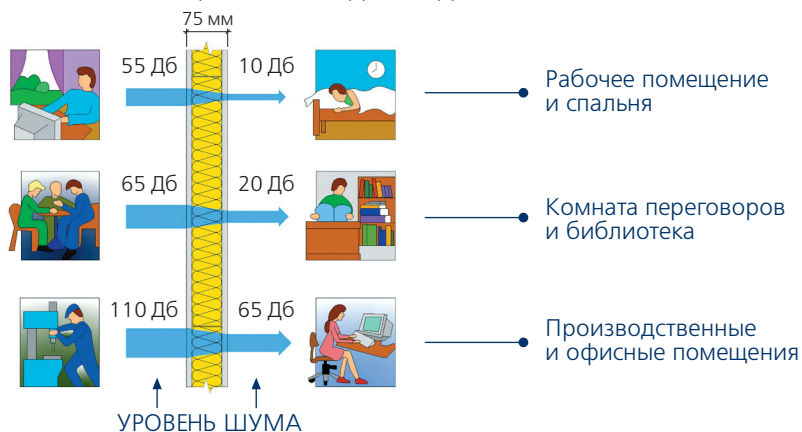 75 мм
55 Дб 10 Дб
Рабочее помещение
и спальня
65 Дб 20 Дб
Комната переговоров
и библиотека
110 Дб 65 Дб
Производственные
и офисные помещения
УРОВЕНЬ ШУМА